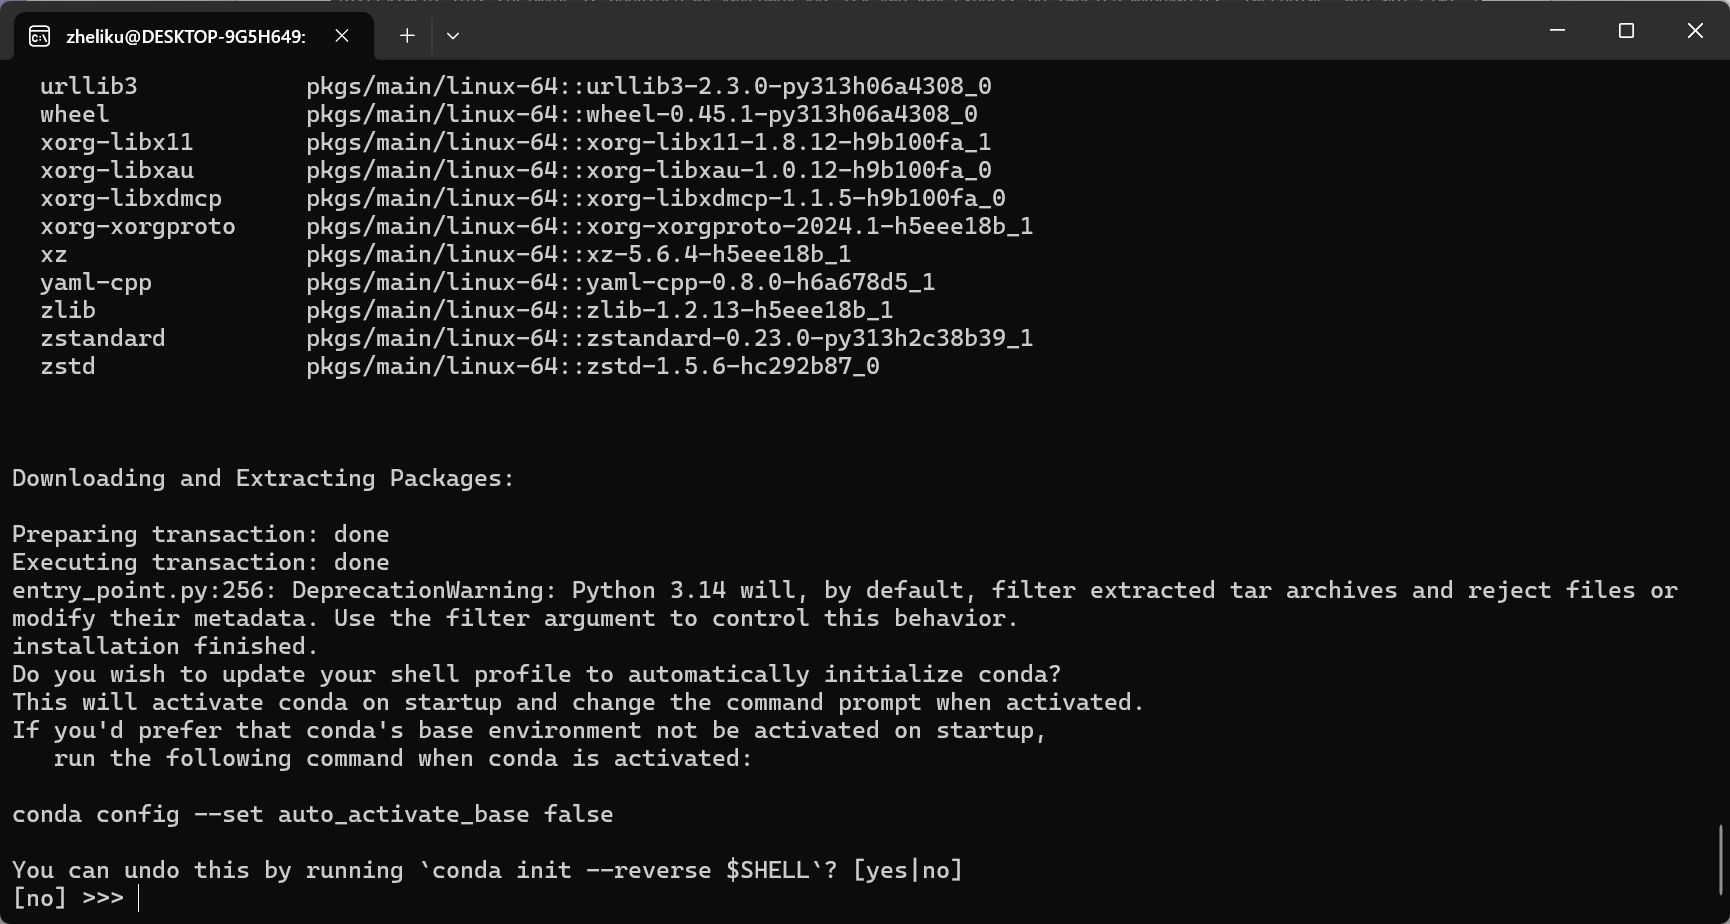 zheliku@DESKTOP-9G5H649:
urllib3            pkgs/main/linux-64::urllib3-2.3.0-py313h06a4308_0
wheel              pkgs/main/linux-64::wheel-0.45.1-py313h06a4308_0
xorg-libx11        pkgs/main/linux-64::xorg-libx11-1.8.12-h9b100fa_1
xorg-libxau        pkgs/main/linux-64::xorg-libxau-1.0.12-h9b100fa_0
xorg-libxdmcp      pkgs/main/linux-64::xorg-libxdmcp-1.1.5-h9b100fa_0
xorg-xorgproto     pkgs/main/linux-64::xorg-xorgproto-2024.1-h5eee18b_1
xz                 pkgs/main/linux-64::xz-5.6.4-h5eee18b_1
yaml-cpp           pkgs/main/linux-64::yaml-cpp-0.8.0-h6a678d5_1
zlib               pkgs/main/linux-64::zlib-1.2.13-h5eee18b_1
zstandard          pkgs/main/linux-64::zstandard-0.23.0-py313h2c38b39_1
zstd               pkgs/main/linux-64::zstd-1.5.6-hc292b87_0
Downloading and Extracting Packages:
Preparing transaction: done
Executing transaction: done
entry_point.py:256: DeprecationWarning: Python 3.14 will, by default, filter extracted tar archives and reject files or
modify their metadata. Use the filter argument to control this behavior.
installation finished.
Do you wish to update your shell profile to automatically initialize conda?
This will activate conda on startup and change the command prompt when activated.
If you'd prefer that conda's base environment not be activated on startup,
   run the following command when conda is activated:
conda config --set auto_activate_base false
You can undo this by running `conda init --reverse $SHELL`? [yes|no]
[no] >>>